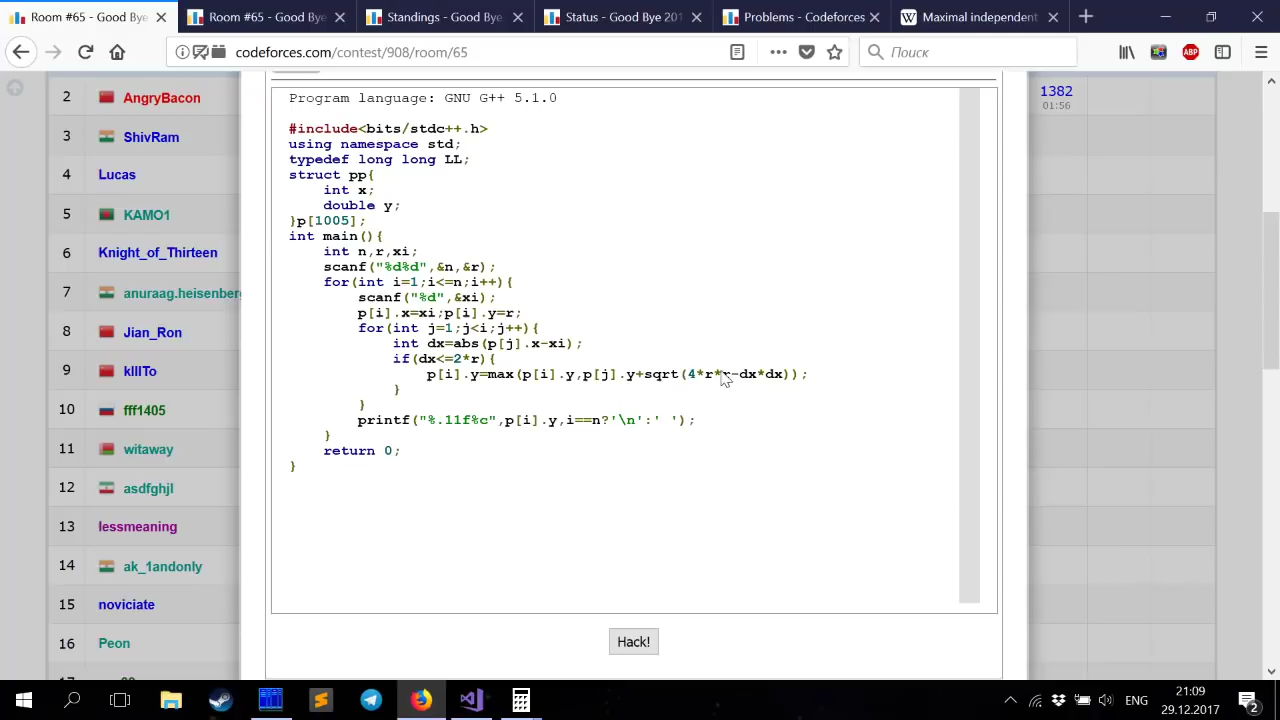 Room #65 - Good Bye
Room #65 - Good Bye
Standings - Good Bye
Status - Good Bye 201
Problems - Codeforces
W Maximal independent
codeforces.com/contest/908/room/65
Поиск
ABP
2 AngryBacon
1382
01:56
3 ShivRam
4 Lucas
5 KAMO1
6 Knight_of_Thirteen
7 anuraag.heisenberg
8 Jian_Ron
9 klllTo
10 fff1405
11 witaway
12 asdfghjl
13 lessmeaning
14 ak_1andonly
15 noviciate
16 Peon
Program language: GNU G++ 5.1.0
#include<bits/stdc++.h>
using namespace std;
typedef long long LL;
struct pp{
    int x;
    double y;
}p[1005];
int main(){
    int n,r,xi;
    scanf("%d%d",&n,&r);
    for(int i=1;i<=n;i++){
        scanf("%d",&xi);
        p[i].x=xi;p[i].y=r;
        for(int j=1;j<i;j++){
            int dx=abs(p[j].x-xi);
            if(dx<=2*r){
                p[i].y=max(p[i].y,p[j].y+sqrt(4*r*r-dx*dx));
            }
        }
        printf("%.11f%c",p[i].y,i==n?'\n':' ');
    }
    return 0;
}
Hack!
ENG
21:09
29.12.2017
2